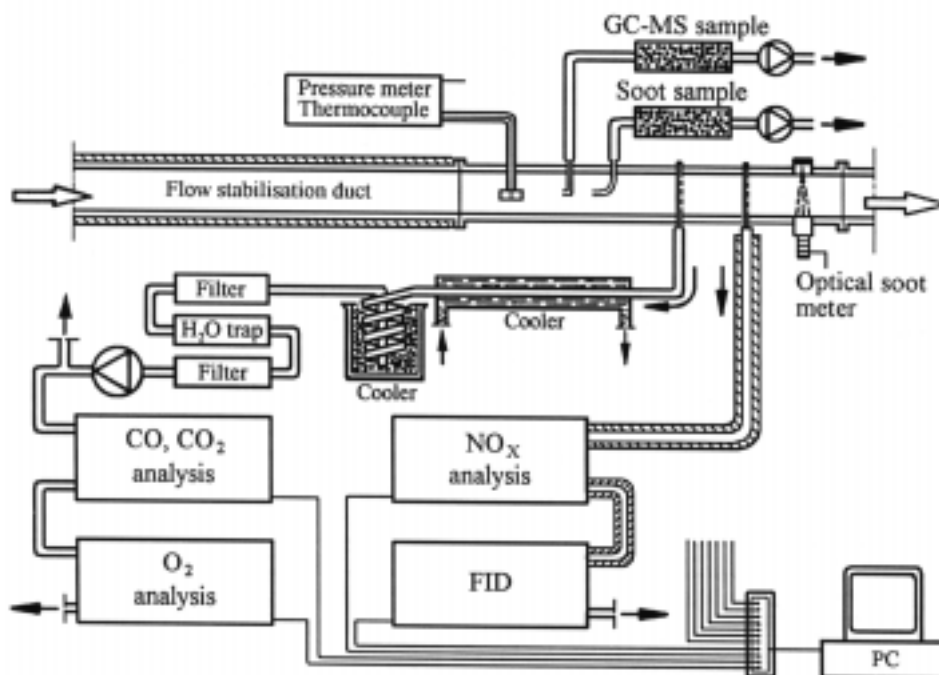 GC-MS sample
Pressure meter
Thermocouple
Soot sample
Flow stabilisation duct
Optical soot
meter
Filter
H₂O trap
Filter
Cooler
Cooler
CO, CO₂
analysis
NOₓ
analysis
O₂
analysis
FID
PC